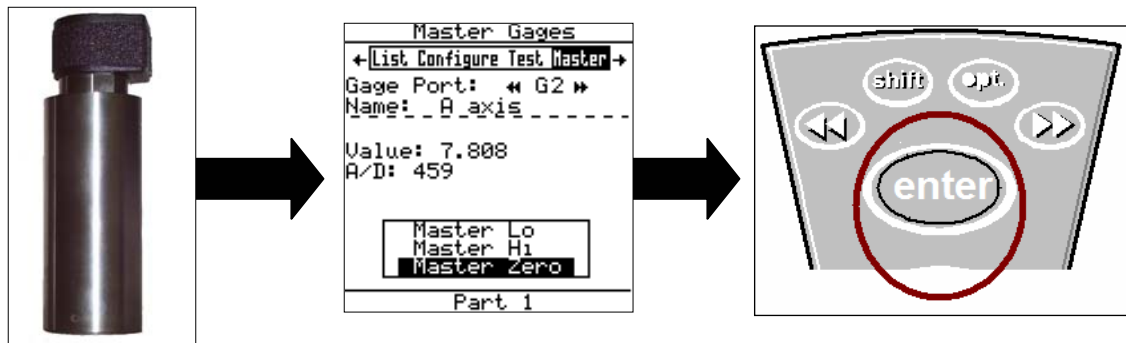 Master Gages
←List Configure Test Master→
Gage Port: ◂◂ G2 ▸▸
Name: A axis
Value: 7.808
A/D: 459
Master Lo
Master Hi
Master Zero
Part 1
shift opt.
enter